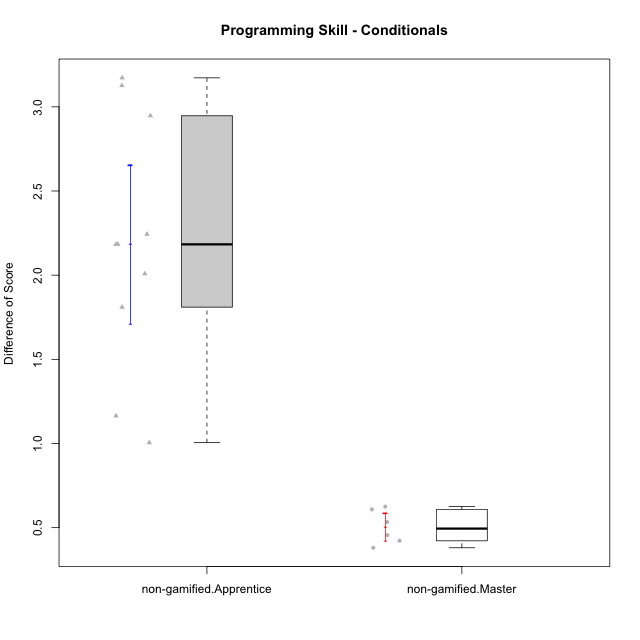 Programming Skill - Conditionals
Difference of Score
3.0
2.5
2.0
1.5
1.0
0.5
non-gamified.Apprentice
non-gamified.Master